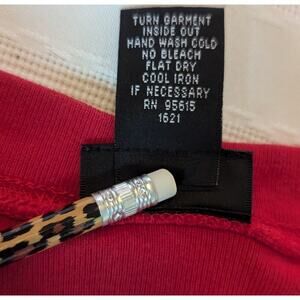 TURN GARMENT
INSIDE OUT
HAND WASH COLD
NO BLEACH
FLAT DRY
COOL IRON
IF NECESSARY
RN 95615
1621